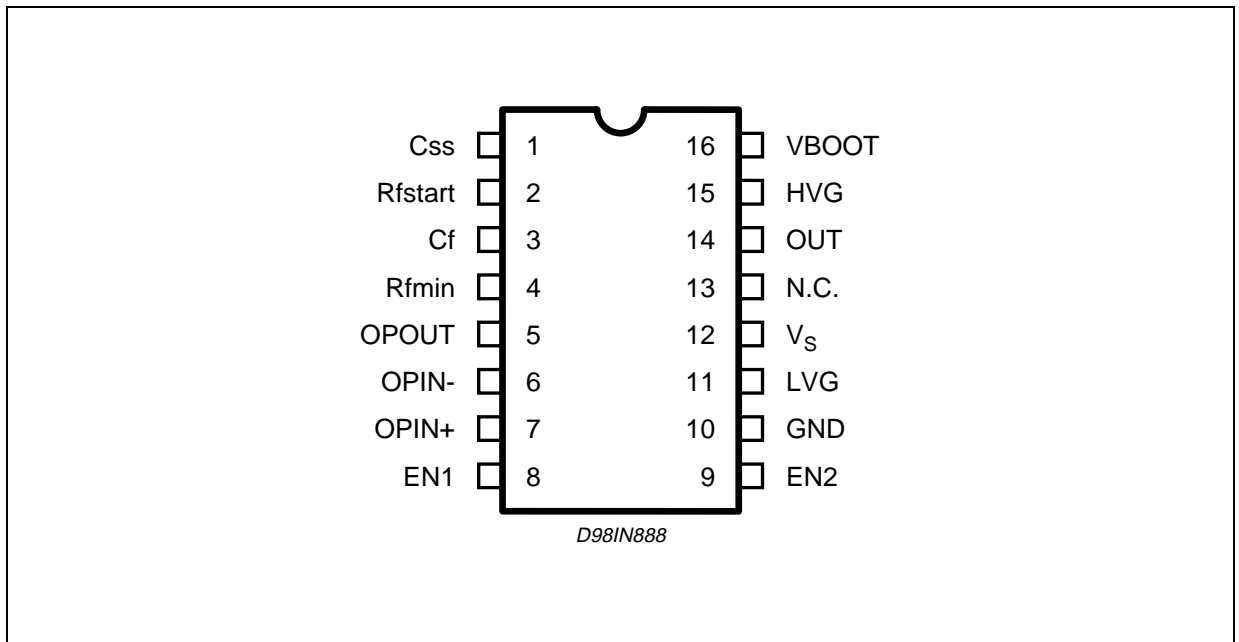 Css 1 16 VBOOT
Rfstart 2 15 HVG
Cf 3 14 OUT
Rfmin 4 13 N.C.
OPOUT 5 12 VS
OPIN- 6 11 LVG
OPIN+ 7 10 GND
EN1 8 9 EN2
D98IN888